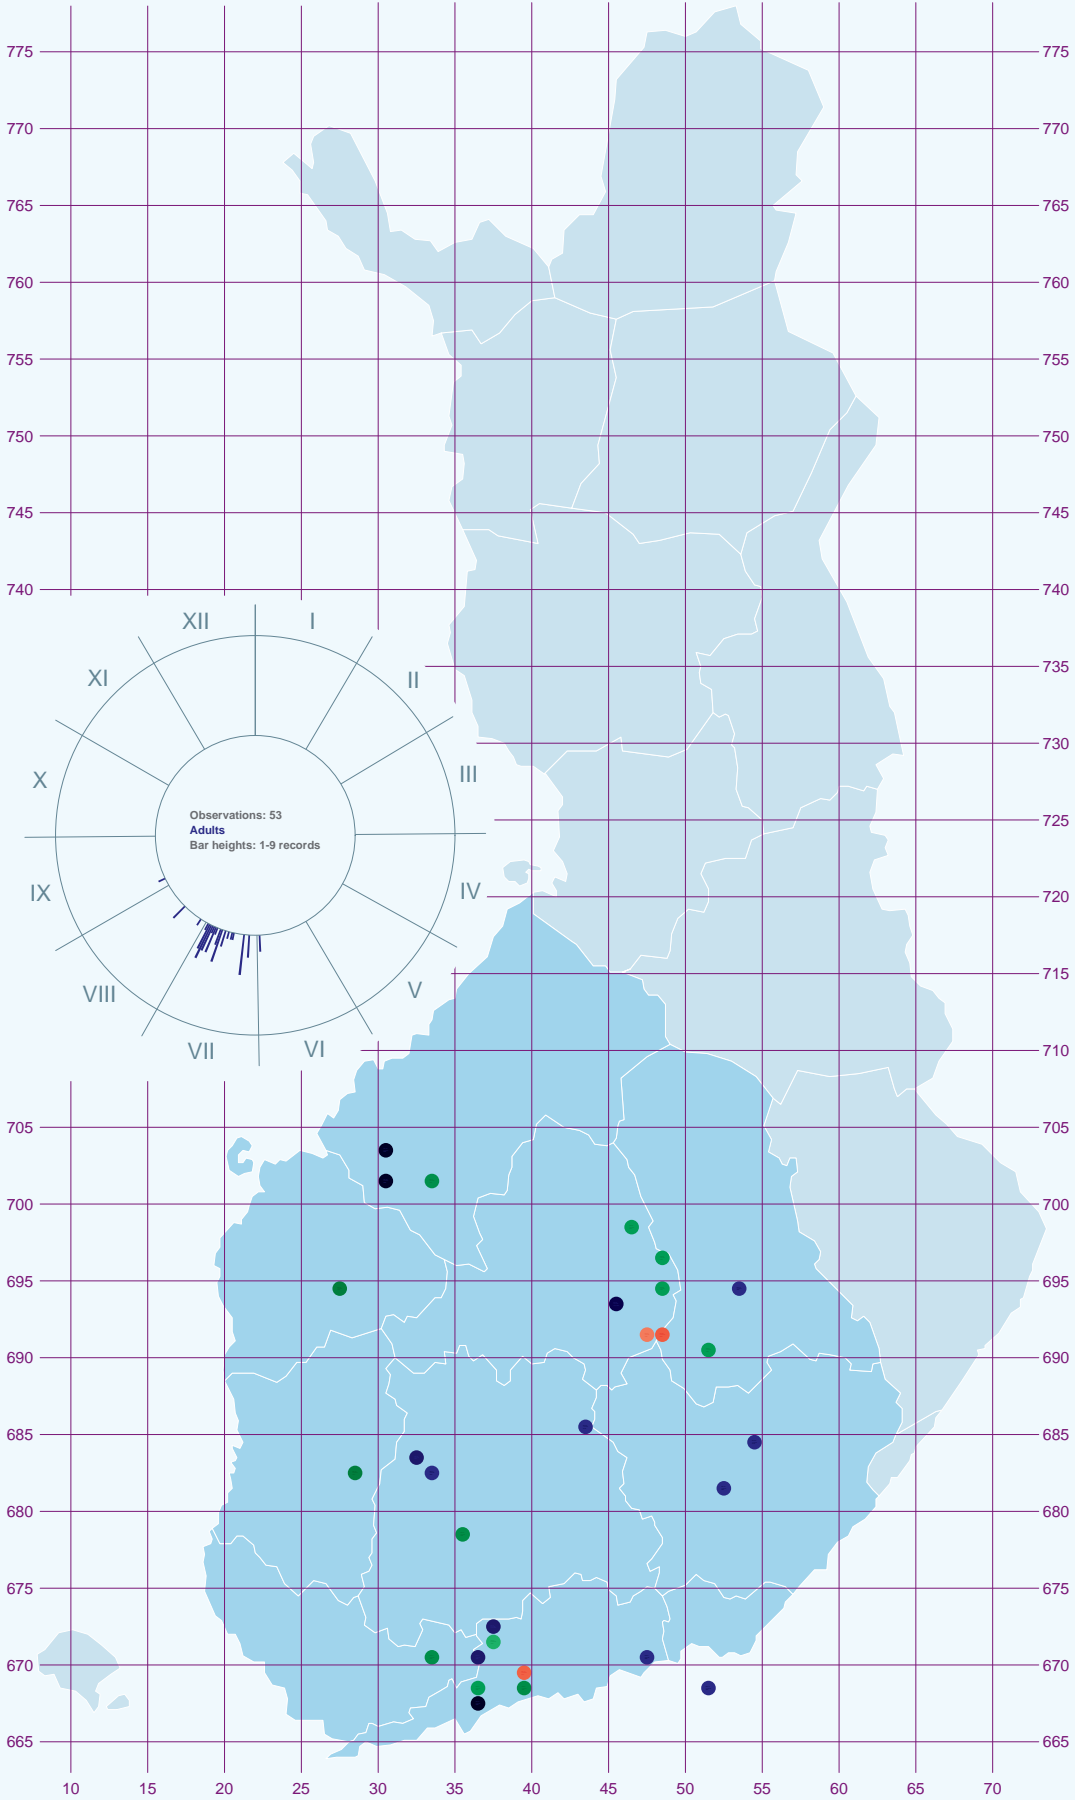 775 775
770 770
765 765
760 760
755 755
750 750
745 745
740 740
XII I
735
XI II
730
X III
Observations: 53
Adults
Bar heights: 1-9 records
725
IX IV
720
VIII V
715
VII VI
710
705 705
700 700
695 695
690 690
685 685
680 680
675 675
670 670
665 665
10 15 20 25 30 35 40 45 50 55 60 65 70